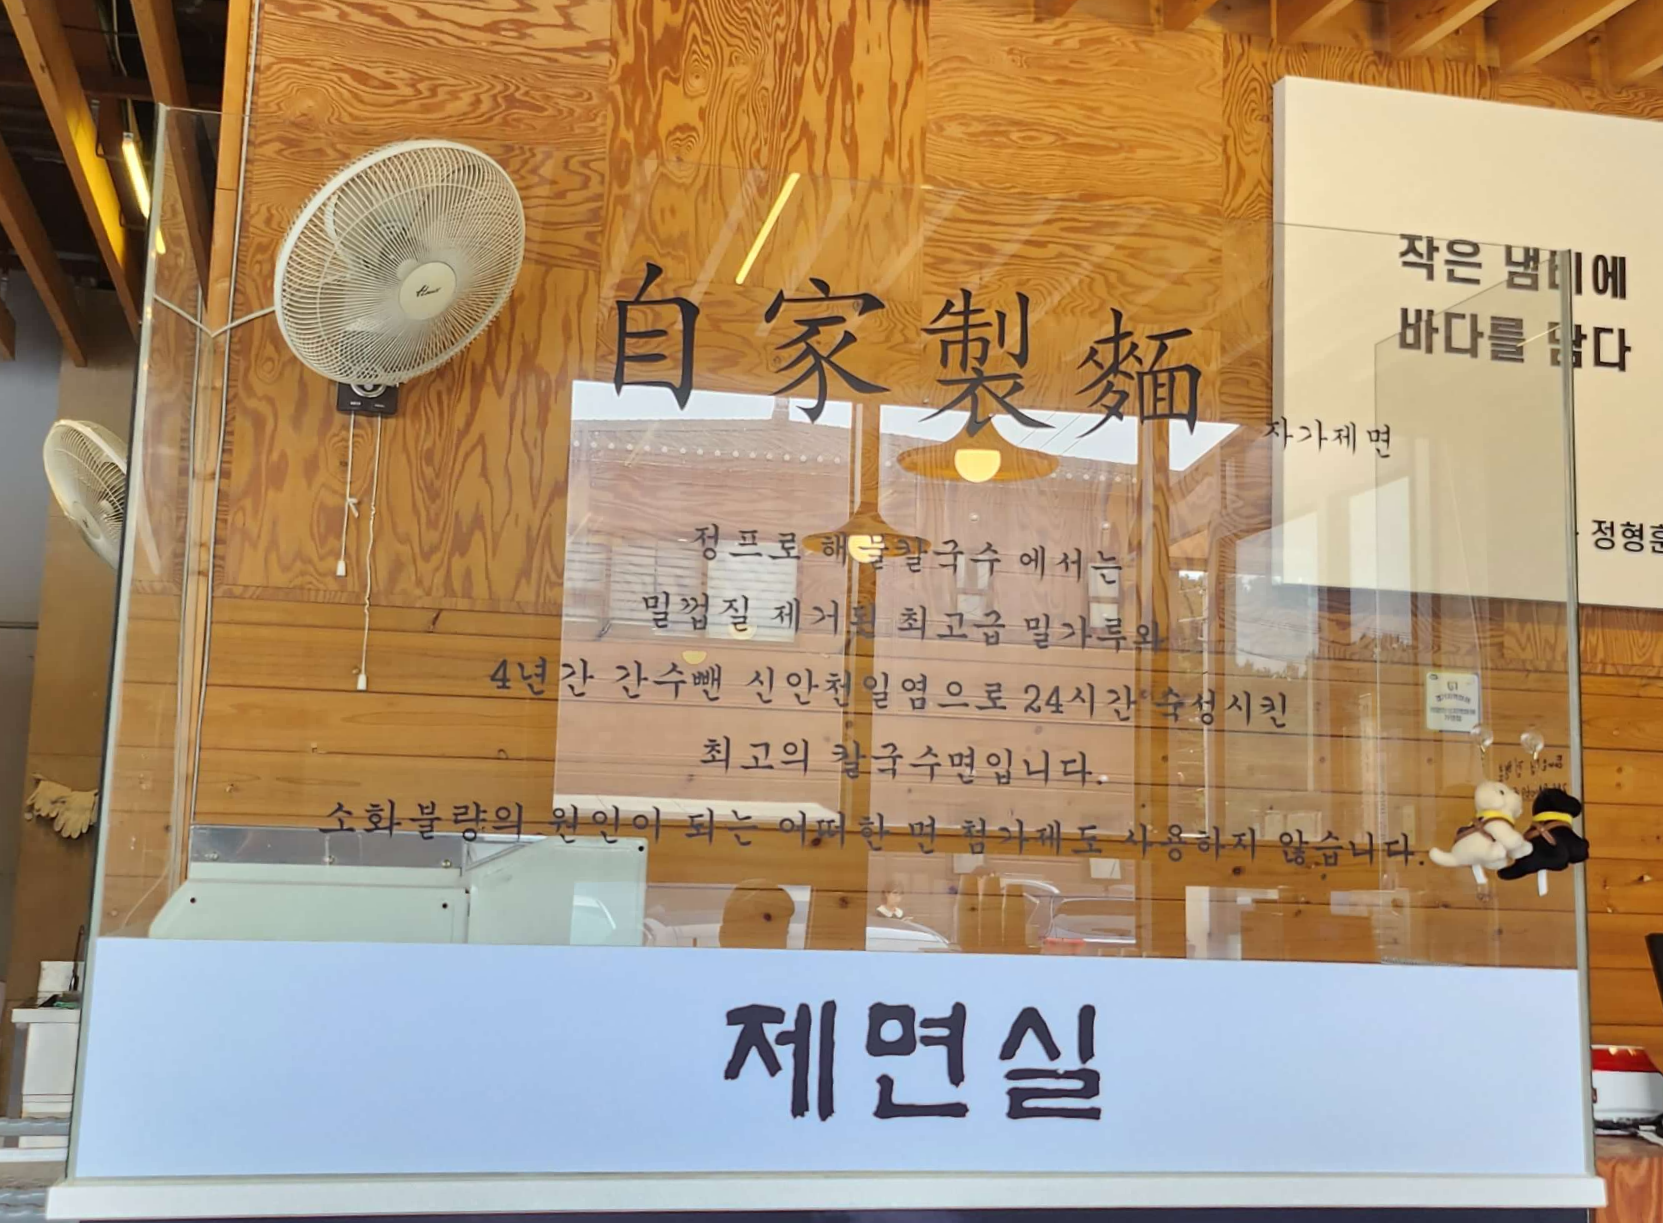 自家製麵
자가제면
정프로 해물칼국수 에서는
밀껍질 제거된 최고급 밀가루와
4년간 간수뺀 신안천일염으로 24시간 숙성시킨
최고의 칼국수면입니다.
소화불량의 원인이 되는 어떠한 면 첨가제도 사용하지 않습니다.
제면실
작은 냄비에
바다를 담다
정형훈